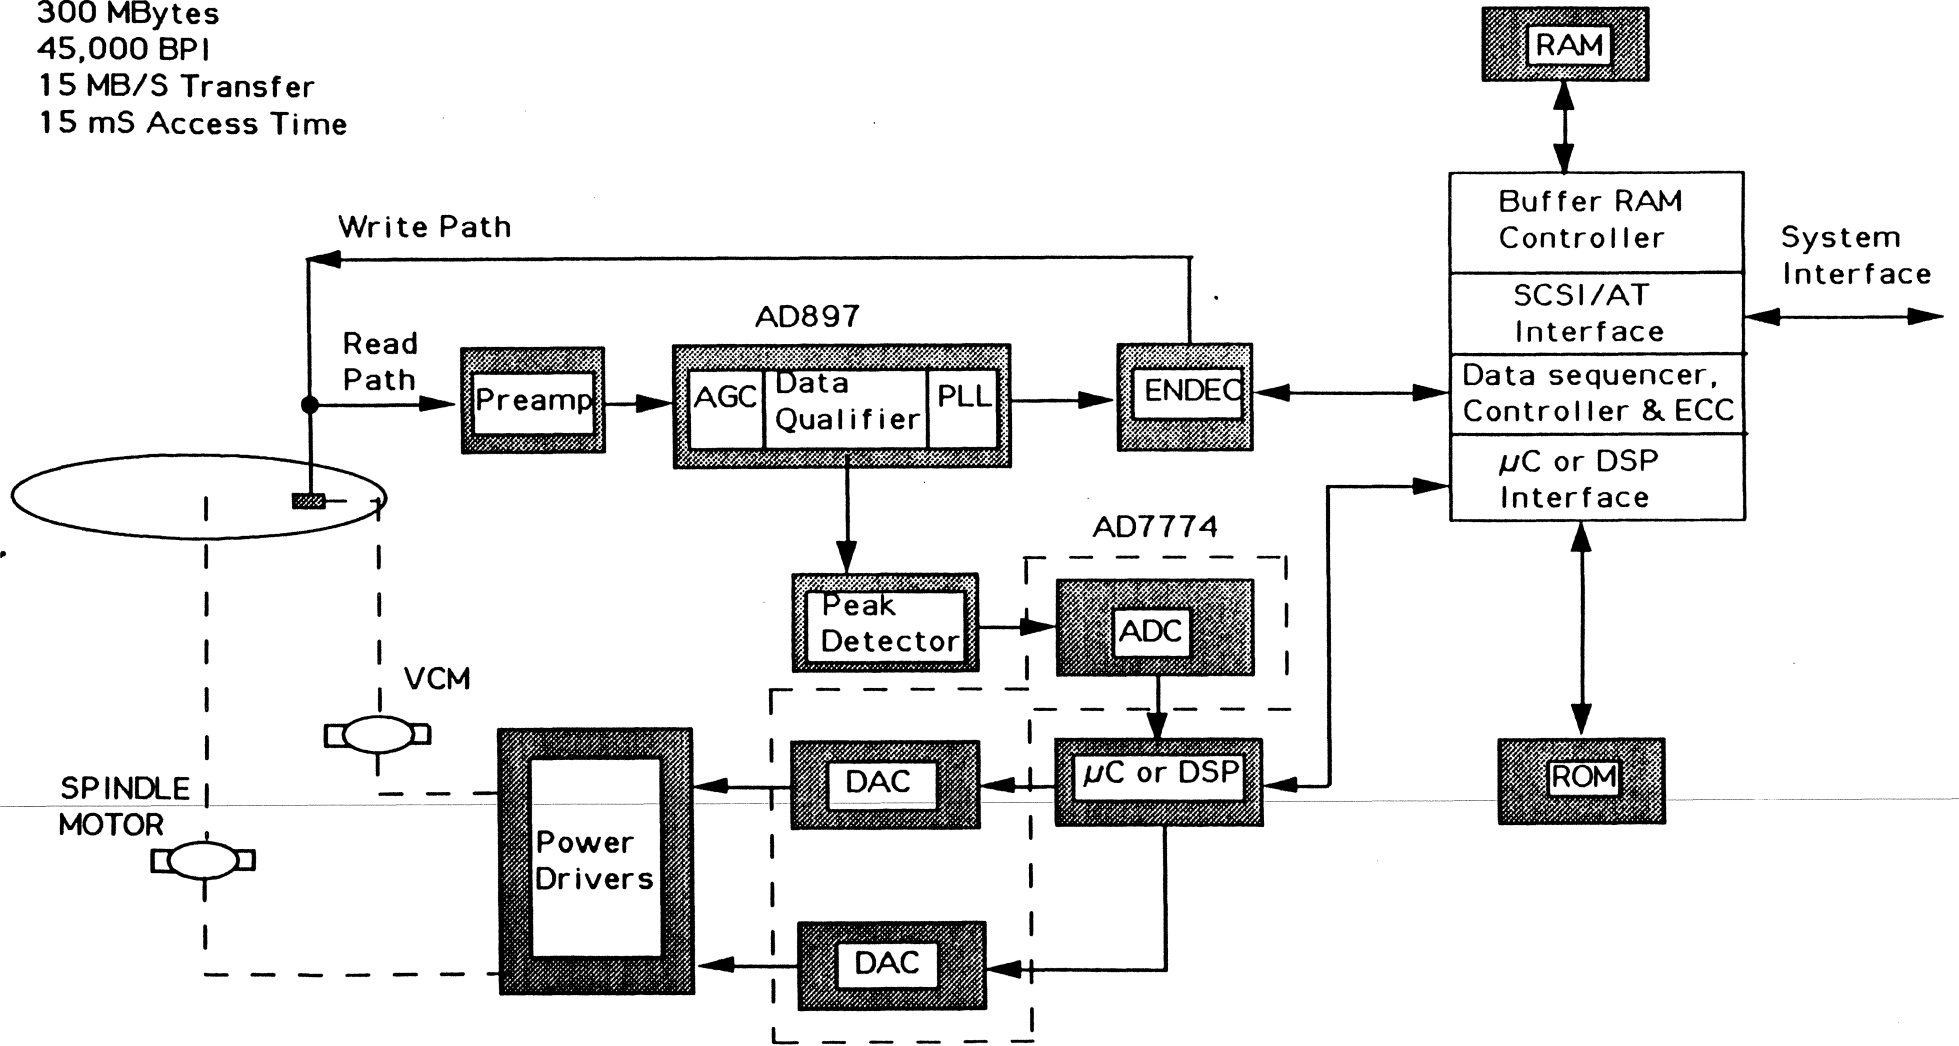 300 MBytes
45,000 BPI
15 MB/S Transfer
15 mS Access Time
RAM
Buffer RAM
Controller
SCSI/AT
Interface
Data sequencer,
Controller & ECC
µC or DSP
Interface
System
Interface
Write Path
AD897
Read
Path
Preamp
AGC
Data
Qualifier
PLL
ENDEC
AD7774
Peak
Detector
ADC
VCM
SPINDLE
MOTOR
Power
Drivers
DAC
µC or DSP
ROM
DAC